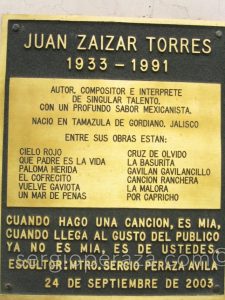 JUAN ZAIZAR TORRES
1933 - 1991
AUTOR, COMPOSITOR E INTERPRETE
DE SINGULAR TALENTO.
CON UN PROFUNDO SABOR MEXICANISTA.
NACIO EN TAMAZULA DE GORDIANO, JALISCO
ENTRE SUS OBRAS ESTAN:
CIELO ROJO
QUE PADRE ES LA VIDA
PALOMA HERIDA
EL COFRECITO
VUELVE GAVIOTA
UN MAR DE PENAS
CRUZ DE OLVIDO
LA BASURITA
GAVILAN GAVILANCILLO
CANCION RANCHERA
LA MALORA
POR CAPRICHO
CUANDO HAGO UNA CANCION, ES MIA,
CUANDO LLEGA AL GUSTO DEL PUBLICO
YA NO ES MIA, ES DE USTEDES.
sergioperaza.com
ESCULTOR: MTRO. SERGIO PERAZA AVILA
24 DE SEPTIEMBRE DE 2003